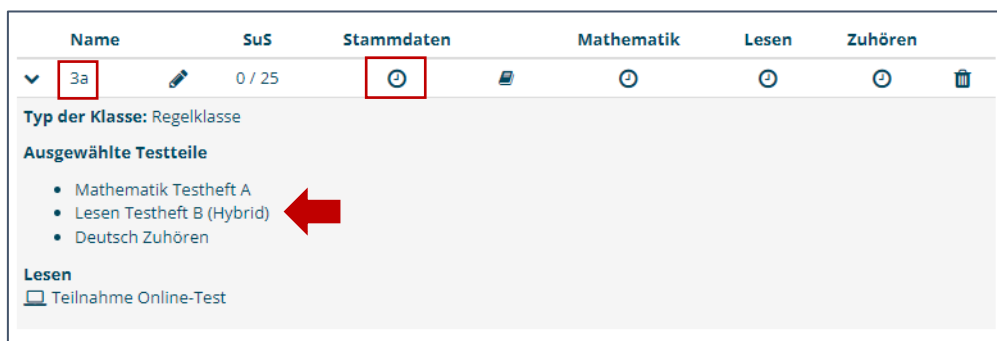 Name SuS Stammdaten Mathematik Lesen Zuhören
3a 0 / 25
Typ der Klasse: Regelklasse
Ausgewählte Testteile
Mathematik Testheft A
Lesen Testheft B (Hybrid)
Deutsch Zuhören
Lesen
Teilnahme Online-Test